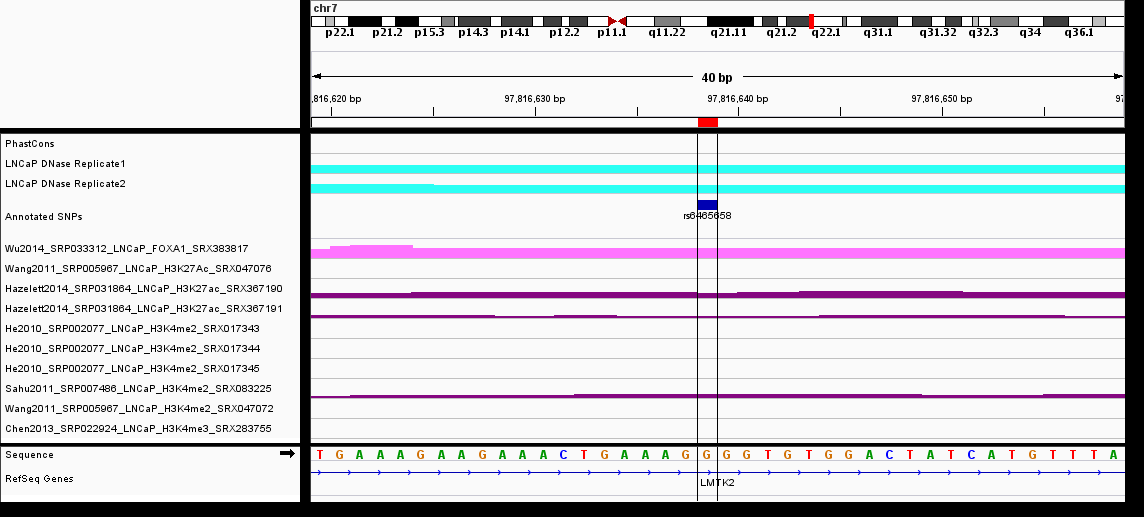 chr7
p22.1 p21.2 p15.3 p14.3 p14.1 p12.2 p11.1 q11.22 q21.11 q21.2 q22.1 q31.1 q31.32 q32.3 q34 q36.1
40 bp
,816,620 bp 97,816,630 bp 97,816,640 bp 97,816,650 bp 97
PhastCons
LNCaP DNase Replicate1
LNCaP DNase Replicate2
Annotated SNPs
rs6465658
Wu2014_SRP033312_LNCaP_FOXA1_SRX383817
Wang2011_SRP005967_LNCaP_H3K27Ac_SRX047076
Hazelett2014_SRP031864_LNCaP_H3K27ac_SRX367190
Hazelett2014_SRP031864_LNCaP_H3K27ac_SRX367191
He2010_SRP002077_LNCaP_H3K4me2_SRX017343
He2010_SRP002077_LNCaP_H3K4me2_SRX017344
He2010_SRP002077_LNCaP_H3K4me2_SRX017345
Sahu2011_SRP007486_LNCaP_H3K4me2_SRX083225
Wang2011_SRP005967_LNCaP_H3K4me2_SRX047072
Chen2013_SRP022924_LNCaP_H3K4me3_SRX283755
Sequence T G A A A G A A G A A A C T G A A A G G G G T G T G G A C T A T C A T G T T T A
RefSeq Genes
LMTK2